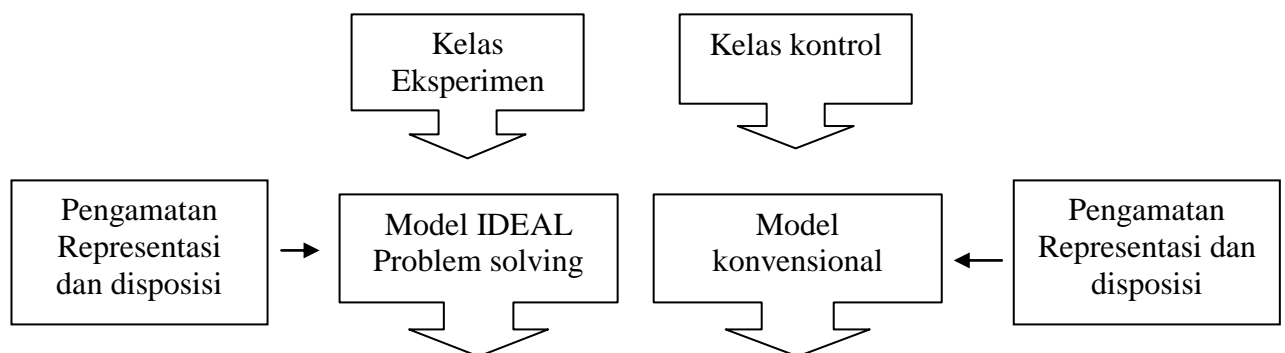 Kelas
Eksperimen
Kelas kontrol
Pengamatan
Representasi
dan disposisi
Model IDEAL
Problem solving
Model
konvensional
Pengamatan
Representasi dan
disposisi